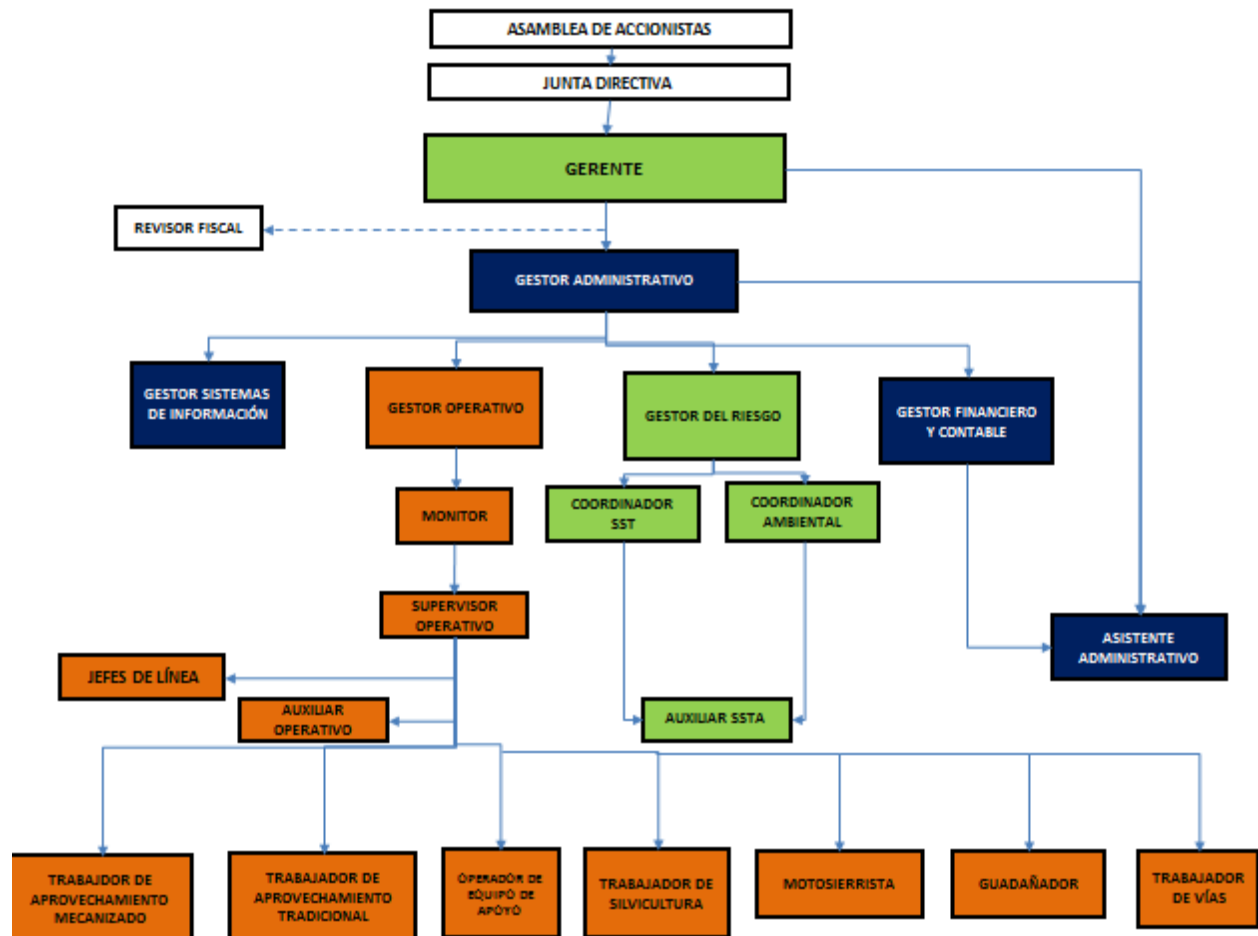 ASAMBLEA DE ACCIONISTAS
JUNTA DIRECTIVA
GERENTE
REVISOR FISCAL
GESTOR ADMINISTRATIVO
GESTOR SISTEMAS
DE INFORMACIÓN
GESTOR OPERATIVO
GESTOR DEL RIESGO
GESTOR FINANCIERO
Y CONTABLE
MONITOR
COORDINADOR
SST
COORDINADOR
AMBIENTAL
SUPERVISOR
OPERATIVO
ASISTENTE
ADMINISTRATIVO
JEFES DE LÍNEA
AUXILIAR
OPERATIVO
AUXILIAR SSTA
TRABAJDOR DE
APROVECHAMIENTO
MECANIZADO
TRABAJADOR DE
APROVECHAMIENTO
TRADICIONAL
OPERADOR DE
EQUIPO DE
APOYO
TRABAJADOR DE
SILVICULTURA
MOTOSIERRISTA
GUADAÑADOR
TRABAJADOR
DE VÍAS